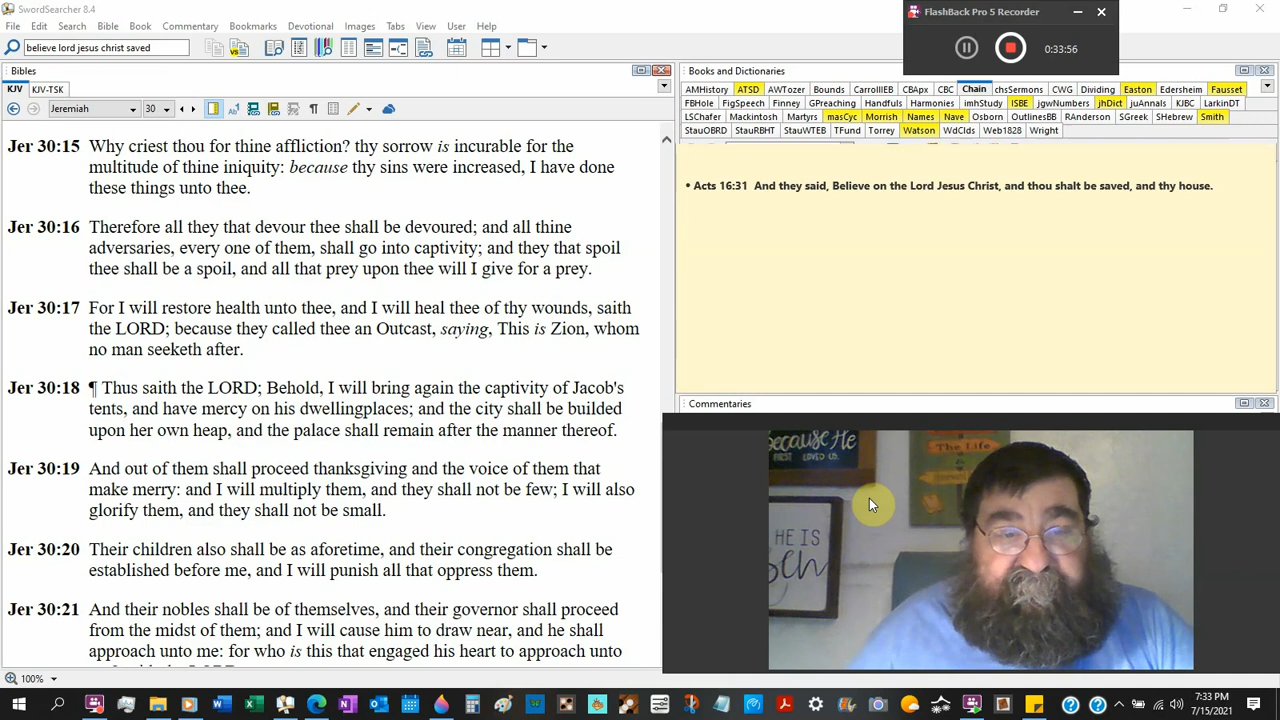 SwordSearcher 8.4
File Edit Search Bible Book Commentary Bookmarks Devotional Images Tabs View User Help
believe lord jesus christ saved
VS
FlashBack Pro 5 Recorder
0:33:56
Bibles
KJV KJV-TSK
Jeremiah 30
Jer 30:15 Why criest thou for thine affliction? thy sorrow is incurable for the
multitude of thine iniquity: because thy sins were increased, I have done
these things unto thee.
Jer 30:16 Therefore all they that devour thee shall be devoured; and all thine
adversaries, every one of them, shall go into captivity; and they that spoil
thee shall be a spoil, and all that prey upon thee will I give for a prey.
Jer 30:17 For I will restore health unto thee, and I will heal thee of thy wounds, saith
the LORD; because they called thee an Outcast, saying, This is Zion, whom
no man seeketh after.
Jer 30:18 ¶ Thus saith the LORD; Behold, I will bring again the captivity of Jacob's
tents, and have mercy on his dwellingplaces; and the city shall be builded
upon her own heap, and the palace shall remain after the manner thereof.
Jer 30:19 And out of them shall proceed thanksgiving and the voice of them that
make merry: and I will multiply them, and they shall not be few; I will also
glorify them, and they shall not be small.
Jer 30:20 Their children also shall be as aforetime, and their congregation shall be
established before me, and I will punish all that oppress them.
Jer 30:21 And their nobles shall be of themselves, and their governor shall proceed
from the midst of them; and I will cause him to draw near, and he shall
approach unto me: for who is this that engaged his heart to approach unto
100%
Books and Dictionaries
AMHistory ATSD AWTozer Bounds CarrollEB CBApx CBC Chain chsSermons CWG Dividing Easton Edersheim Fausset
FBHole FigSpeech Finney GPreaching Handfuls Harmonies imhStudy ISBE jgwNumbers jhDict juAnnals KJBC LarkinDT
LSChafer Mackintosh Martyrs masCyc Morrish Names Nave Osborn OutlinesBB RAnderson SGreek SHebrew Smith
StauOBRD StauRBHT StauWTEB TFund Torrey Watson WdClds Web1828 Wright
• Acts 16:31 And they said, Believe on the Lord Jesus Christ, and thou shalt be saved, and thy house.
Commentaries
because He
FIRST LOVED US.
The Life
HE IS
7:33 PM
7/15/2021